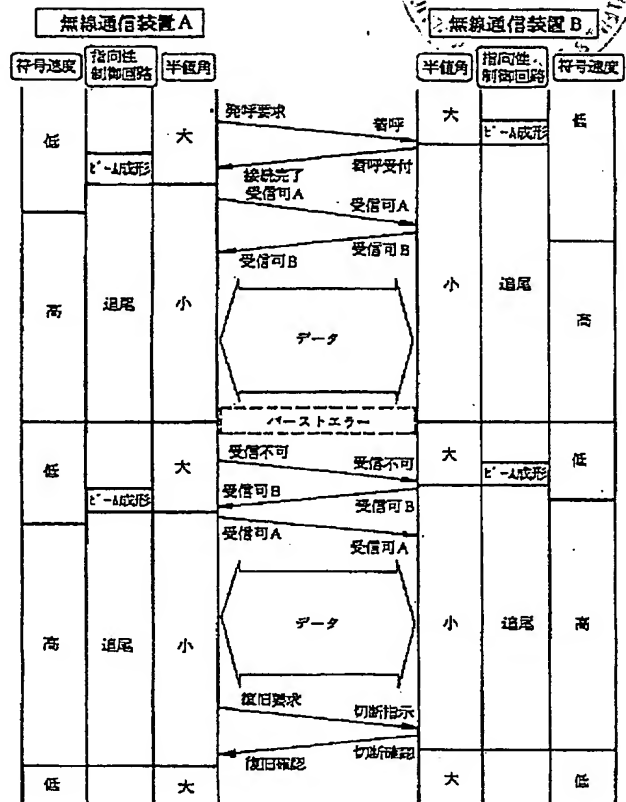 無線通信装置A
無線通信装置B
符号速度
指向性
制御回路
半値角
半値角
指向性
制御回路
符号速度
発呼要求
着呼
低
大
大
低
ビーム成形
ビーム成形
着呼受付
接続完了
受信可A
受信可A
受信可B
受信可B
高
追尾
小
データ
小
追尾
高
バーストエラー
受信不可
受信不可
低
大
大
低
ビーム成形
ビーム成形
受信可B
受信可B
受信可A
受信可A
高
追尾
小
データ
小
追尾
高
復旧要求
切断指示
切断確認
復旧確認
低
大
大
低